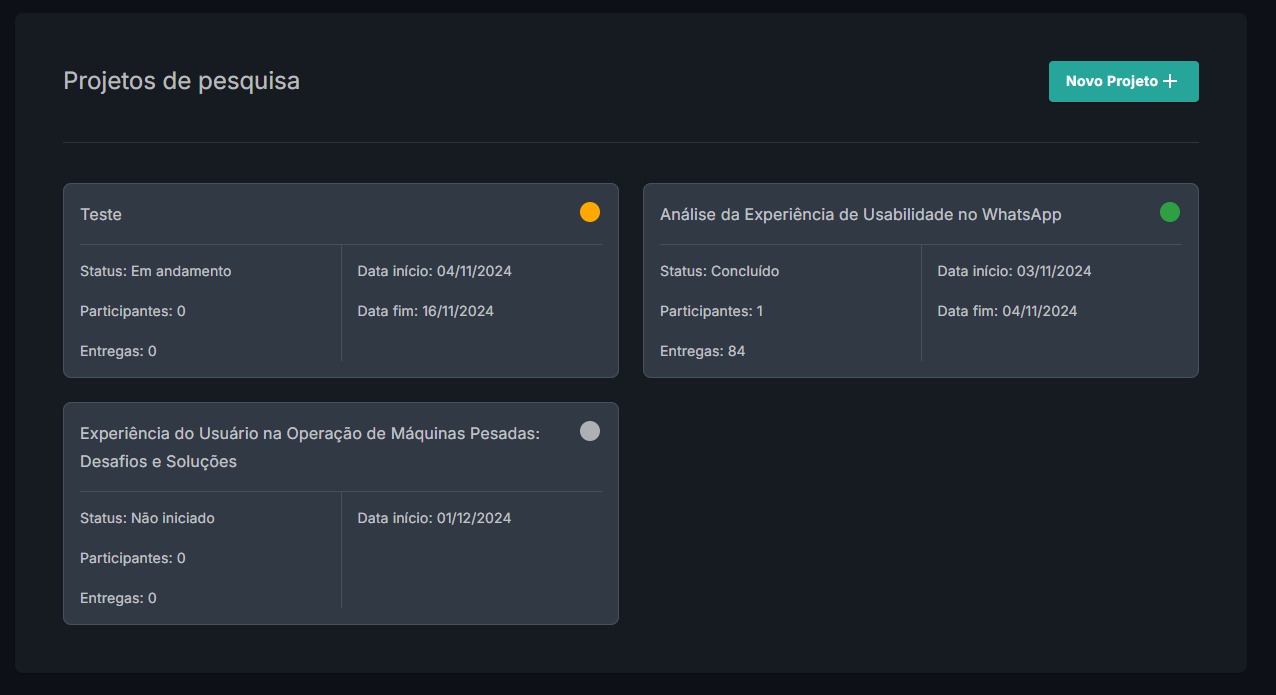 Projetos de pesquisa
Novo Projeto +
Teste
Status: Em andamento
Participantes: 0
Entregas: 0
Data início: 04/11/2024
Data fim: 16/11/2024
Análise da Experiência de Usabilidade no WhatsApp
Status: Concluído
Participantes: 1
Entregas: 84
Data início: 03/11/2024
Data fim: 04/11/2024
Experiência do Usuário na Operação de Máquinas Pesadas:
Desafios e Soluções
Status: Não iniciado
Participantes: 0
Entregas: 0
Data início: 01/12/2024